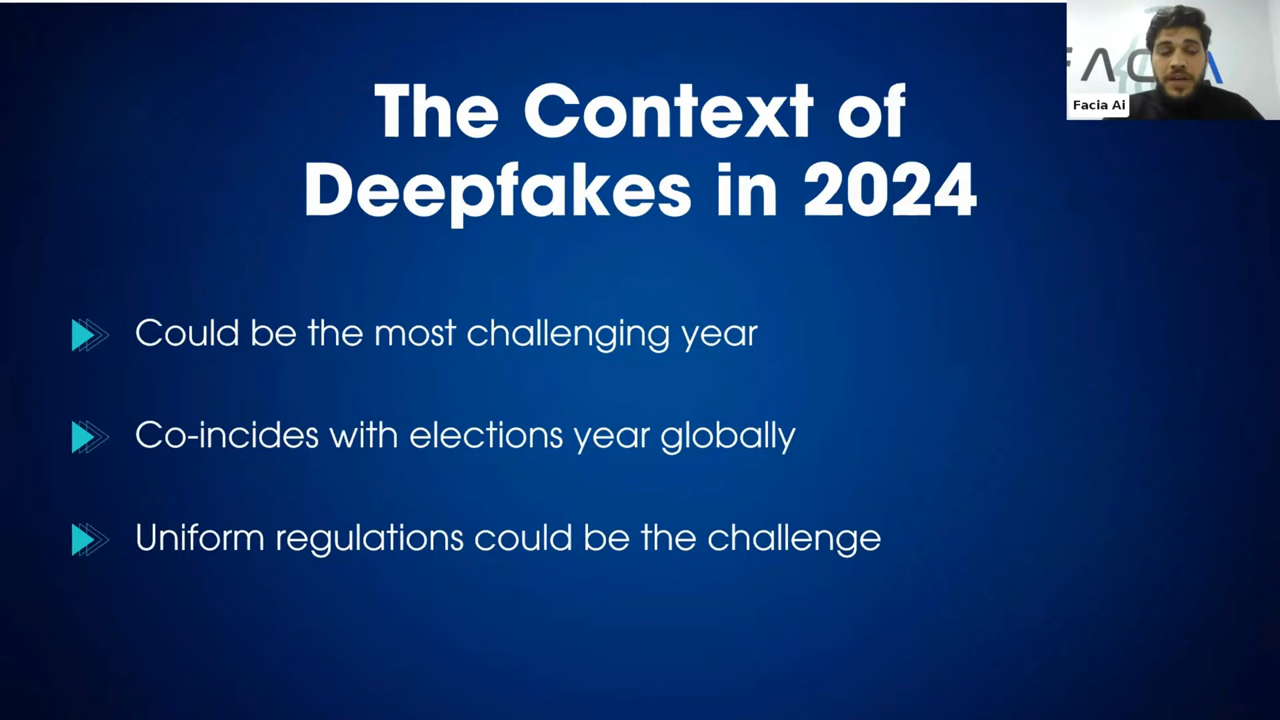 The Context of
Deepfakes in 2024
Could be the most challenging year
Co-incides with elections year globally
Uniform regulations could be the challenge
Facia Ai